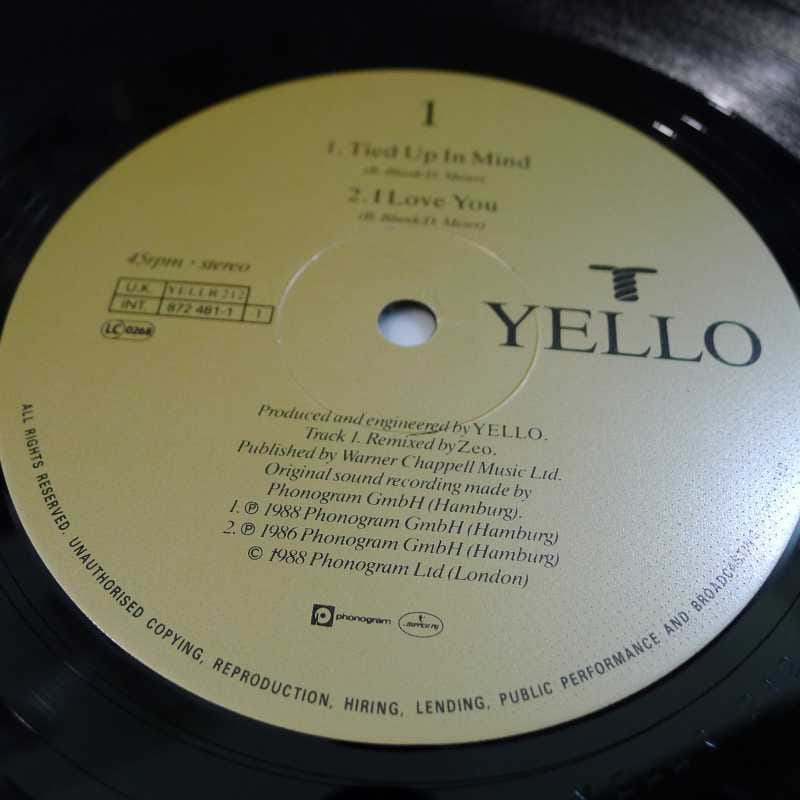 1
1. Tied Up In Mind
(B. Blank/D. Meier)
2. I Love You
(B. Blank/D. Meier)
45rpm · stereo
U.K. YELLR 212
INT. 872 481-1 1
LC 0268
YELLO
Produced and engineered by YELLO.
Track 1. Remixed by Zeo.
Published by Warner Chappell Music Ltd.
Original sound recording made by
Phonogram GmbH (Hamburg).
1. ℗ 1988 Phonogram GmbH (Hamburg)
2. ℗ 1986 Phonogram GmbH (Hamburg)
© 1988 Phonogram Ltd (London)
phonogram
ALL RIGHTS RESERVED. UNAUTHORISED COPYING, REPRODUCTION, HIRING, LENDING, PUBLIC PERFORMANCE AND BROADCASTING